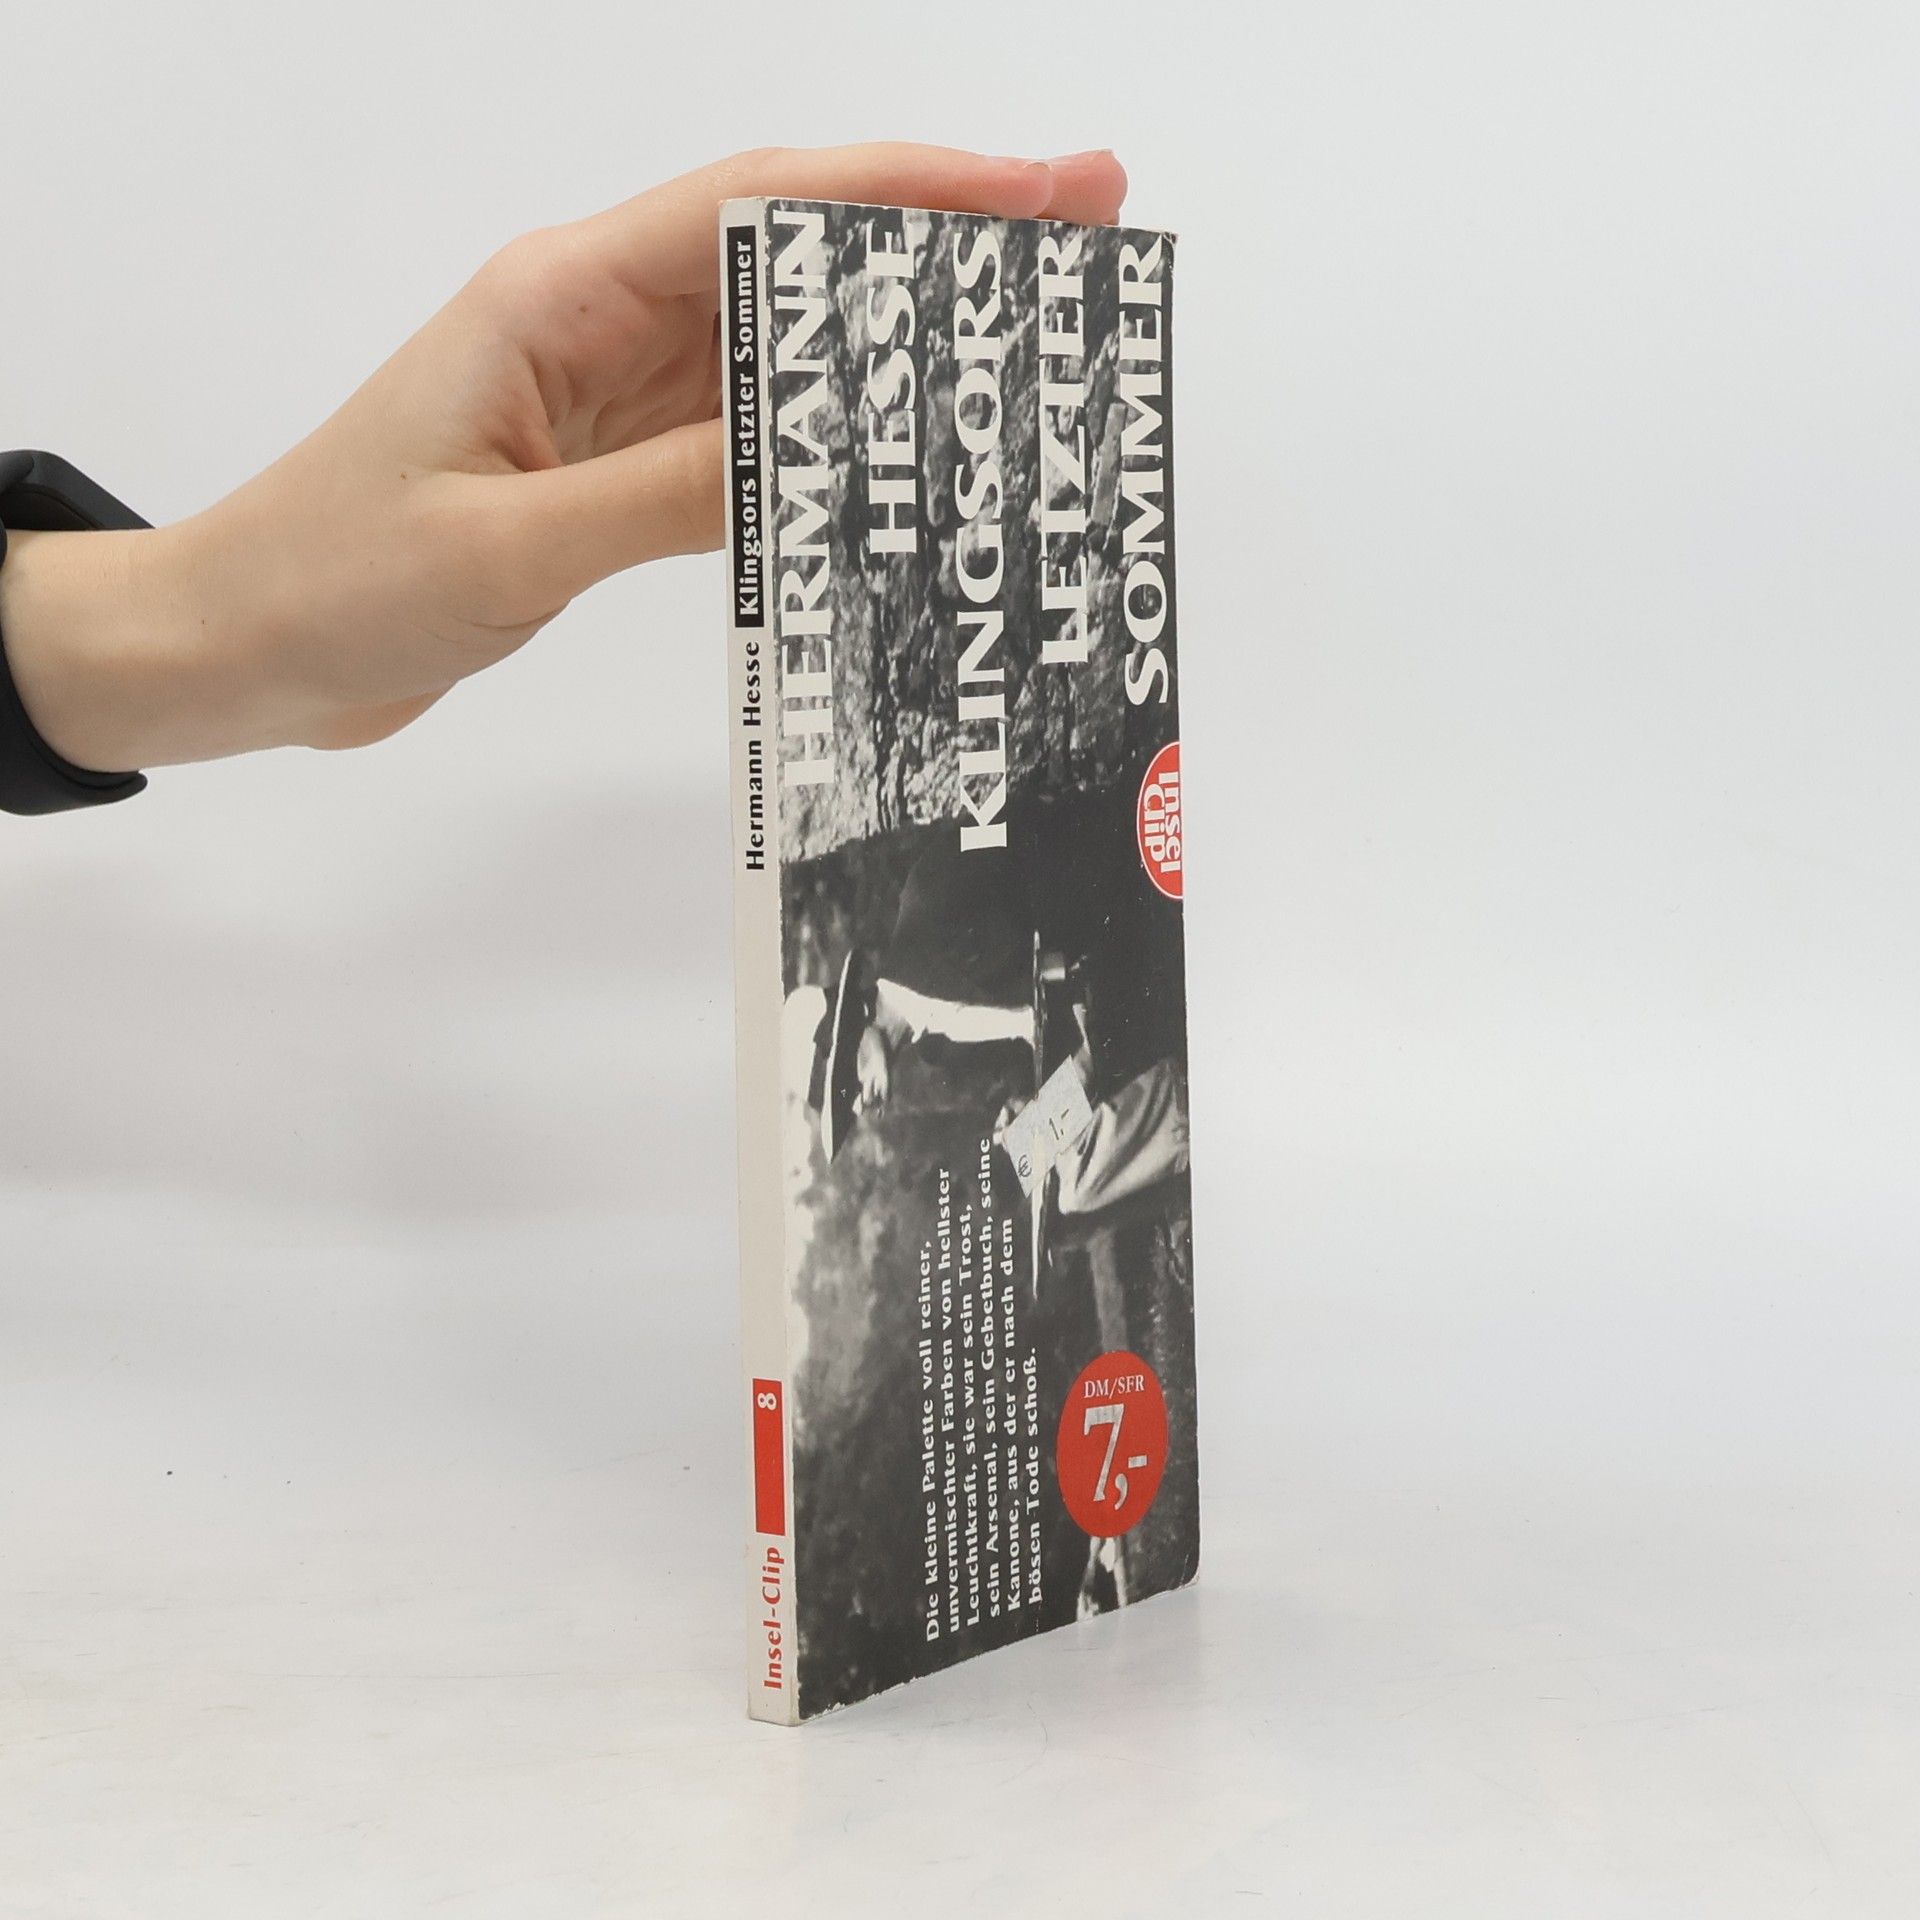 Hermann Hesse Klingsors letzter Sommer
8
Insel-Clip
HERMANN
HESSE
KLINGSORS
LETZTER
SOMMER
Insel
Clip
Die kleine Palette voll reiner,
unvermischter Farben von hellster
Leuchtkraft, sie war sein Trost,
sein Arsenal, sein Gebetbuch, seine
Kanone, aus der er nach dem
bösen Tode schoß.
€ 1,-
DM/SFR
7,-